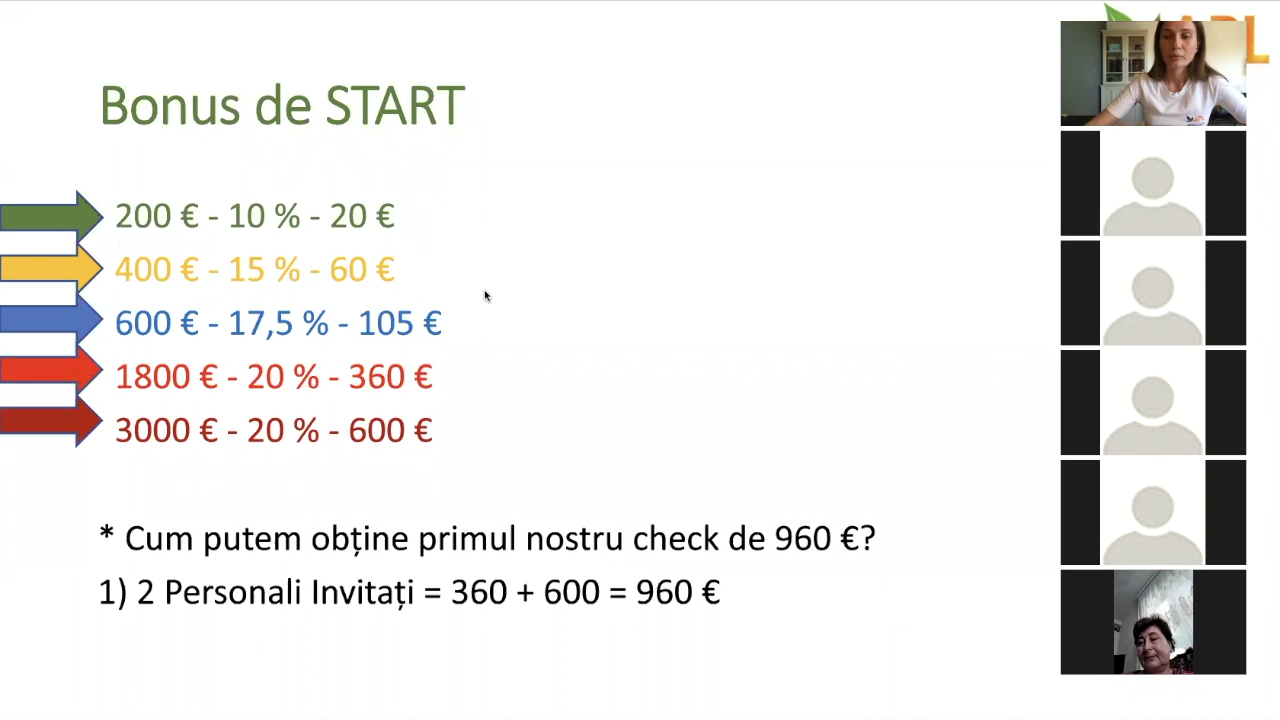 Bonus de START
200 € - 10 % - 20 €
400 € - 15 % - 60 €
600 € - 17,5 % - 105 €
1800 € - 20 % - 360 €
3000 € - 20 % - 600 €
* Cum putem obține primul nostru check de 960 €?
1) 2 Personali Invitați = 360 + 600 = 960 €